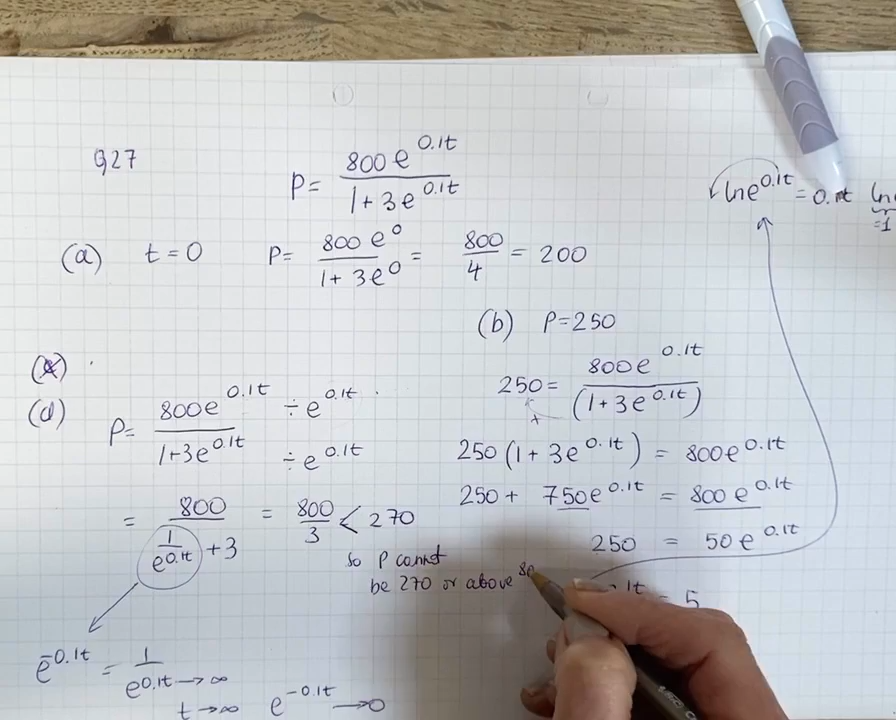 Q27
P = 800e^0.1t / 1+3e^0.1t
(a) t=0 P= 800e^0 / 1+3e^0 = 800/4 = 200
(d)
P= 800e^0.1t / 1+3e^0.1t ÷e^0.1t ÷e^0.1t
= 800 / (1/e^0.1t + 3) = 800/3 < 270
so P cannot
be 270 or above
e^-0.1t = 1/e^0.1t → ∞
t→∞ e^-0.1t → 0
(b) P=250
250 = 800e^0.1t / (1+3e^0.1t)
250(1+3e^0.1t) = 800e^0.1t
250 + 750e^0.1t = 800e^0.1t
250 = 50e^0.1t
= 5
ln e^0.1t = 0.1t ln
=1